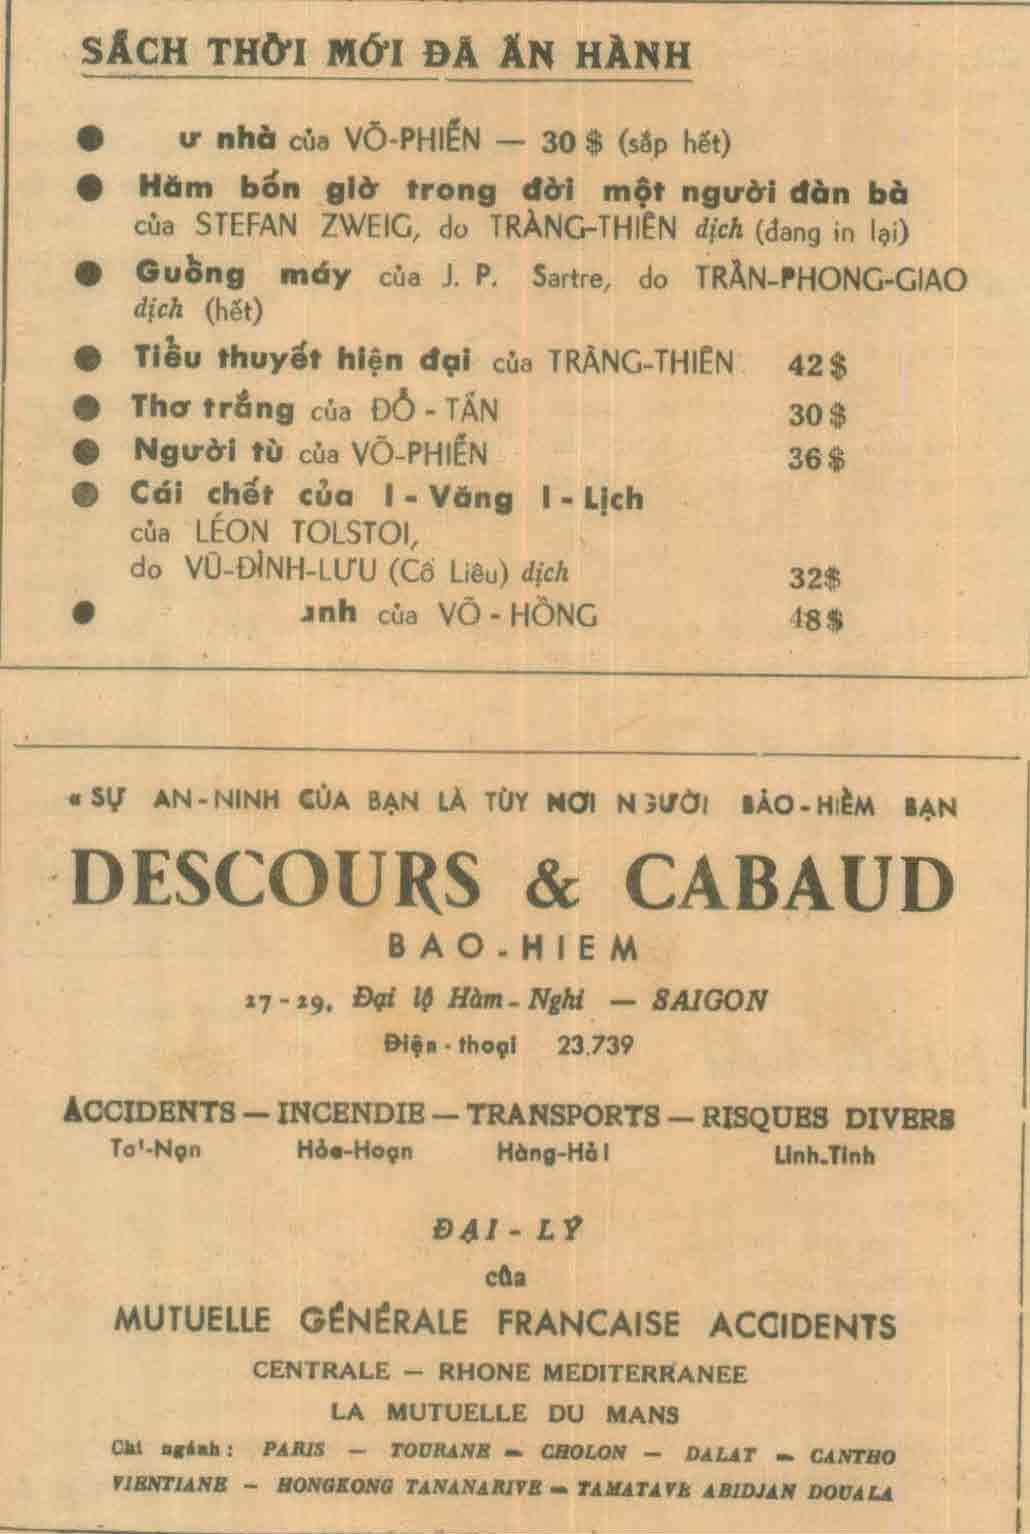 SÁCH THỜI MỚI ĐÃ ẤN HÀNH
● ư nhà của VÕ-PHIẾN — 30 $ (sắp hết)
● Hăm bốn giờ trong đời một người đàn bà
của STEFAN ZWEIG, do TRÀNG-THIÊN dịch (đang in lại)
● Guồng máy của J. P. Sartre, do TRẦN-PHONG-GIAO
dịch (hết)
● Tiểu thuyết hiện đại của TRÀNG-THIÊN 42 $
● Thơ trắng của ĐỖ - TẤN 30 $
● Người tù của VÕ-PHIẾN 36 $
● Cái chết của I - Văng I - Lịch
của LÉON TOLSTOI,
do VŨ-ĐÌNH-LƯU (Cô Liêu) dịch 32$
● của VÕ - HỒNG 48 $
« SỰ AN-NINH CỦA BẠN LÀ TÙY NƠI NGƯỜI BẢO-HIỂM BẠN
DESCOURS & CABAUD
BAO-HIEM
27-29, Đại lộ Hàm-Nghi — SAIGON
Điện-thoại 23.739
ACCIDENTS — INCENDIE — TRANSPORTS — RISQUES DIVERS
Ta'-Nạn Hỏa-Hoạn Hàng-Hải Linh-Tinh
ĐẠI-LÝ
của
MUTUELLE GÉNÉRALE FRANCAISE ACCIDENTS
CENTRALE — RHONE MEDITERRANEE
LA MUTUELLE DU MANS
Chi ngánh : PARIS — TOURANE — CHOLON — DALAT — CANTHO
VIENTIANE — HONGKONG TANANARIVE — TAMATAVE ABIDJAN DOUALA